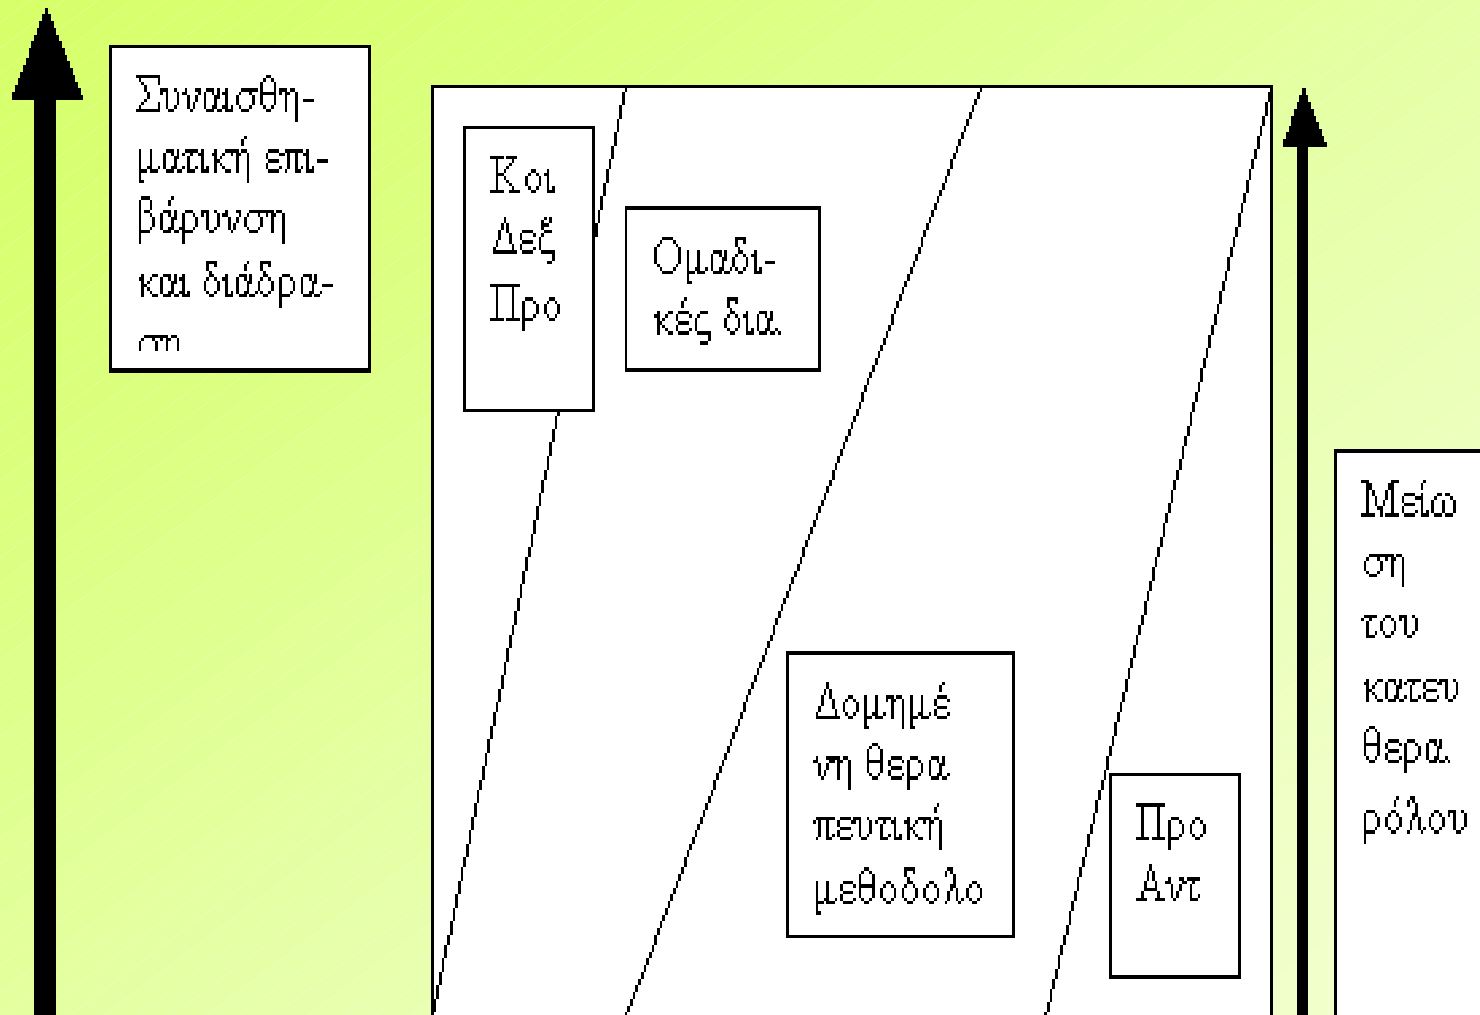 Συναισθη-
ματική επι-
βάρυνση
και διάδρα-
ση
Κοι
Δεξ
Προ
Ομαδι-
κές δια
Δομημέ
νη θερα
πευτική
μεθοδολο
Προ
Αντ
Μείω
ση
του
κατευ
θερα
ρόλου